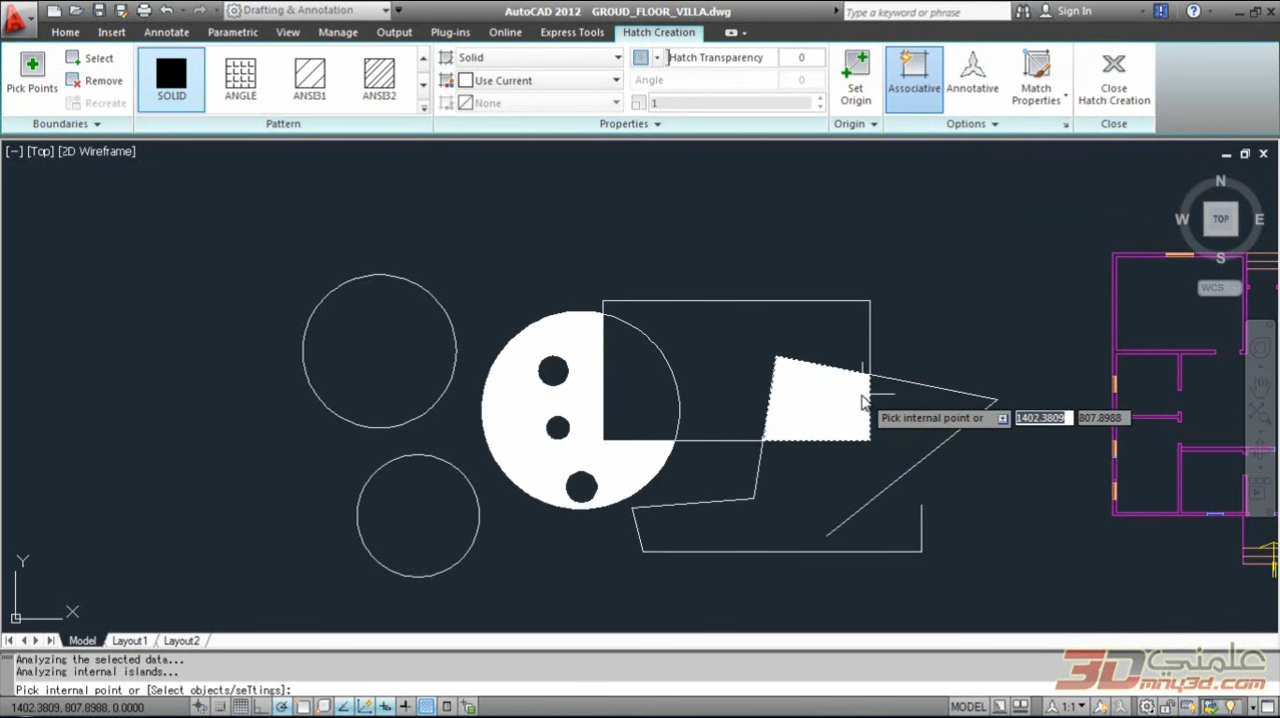 Drafting & Annotation
AutoCAD 2012 GROUD_FLOOR_VILLA.dwg
Type a keyword or phrase
Sign In
Home Insert Annotate Parametric View Manage Output Plug-ins Online Express Tools Hatch Creation
Pick Points
Select
Remove
Recreate
Boundaries
SOLID
ANGLE
ANSI31
ANSI32
Pattern
Solid
Use Current
None
Hatch Transparency 0
Angle 0
1
Properties
Set Origin
Origin
Associative
Annotative
Match Properties
Options
Close Hatch Creation
Close
[−] [Top] [2D Wireframe]
N
W TOP E
S
WCS
Pick internal point or 1402.3809 807.8988
Y
X
Model Layout1 Layout2
Analyzing the selected data...
Analyzing internal islands...
Pick internal point or [Select objects/seTtings]:
1402.3809, 807.8988, 0.0000
MODEL
1:1
3D علمني
mny3d.com